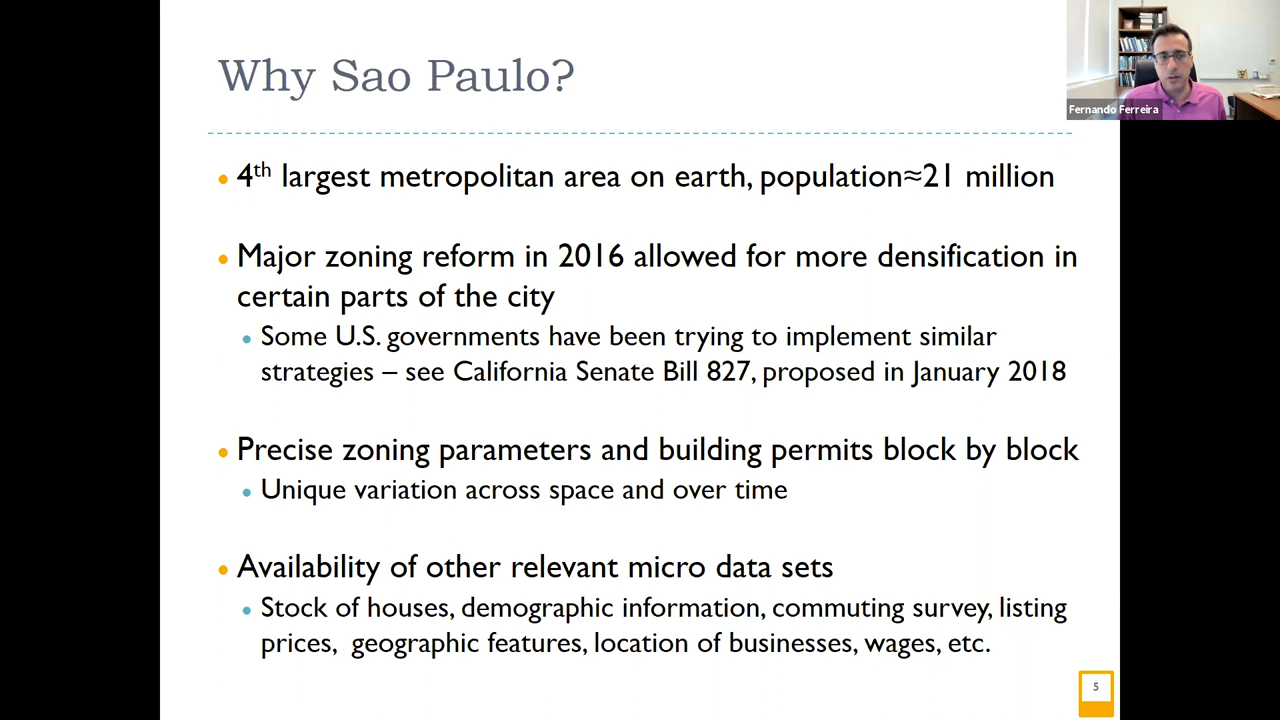 Why Sao Paulo?
Fernando Ferreira
• 4th largest metropolitan area on earth, population≈21 million
• Major zoning reform in 2016 allowed for more densification in
certain parts of the city
• Some U.S. governments have been trying to implement similar
strategies – see California Senate Bill 827, proposed in January 2018
• Precise zoning parameters and building permits block by block
• Unique variation across space and over time
• Availability of other relevant micro data sets
• Stock of houses, demographic information, commuting survey, listing
prices,  geographic features, location of businesses, wages, etc.
5